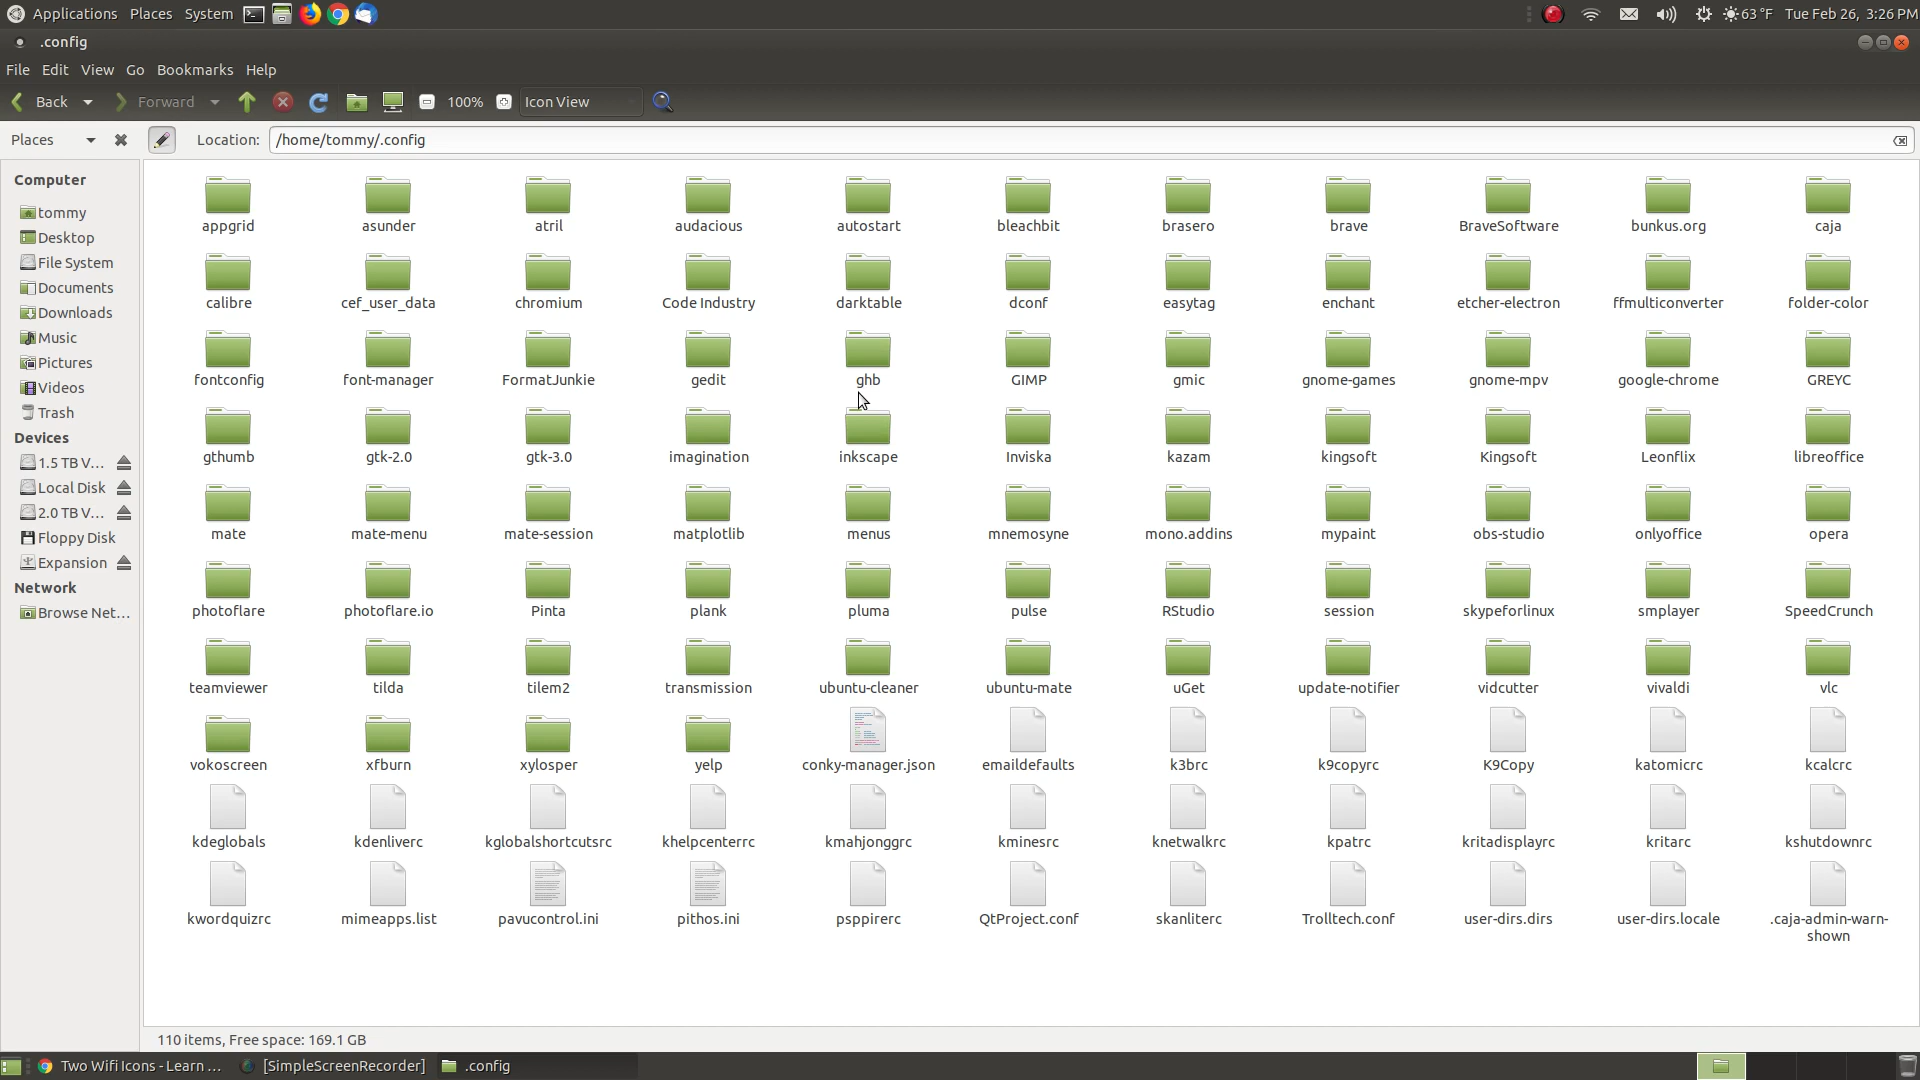 Applications Places System 63 °F Tue Feb 26, 3:26 PM
.config
File Edit View Go Bookmarks Help
Back Forward 100% Icon View
Places Location: /home/tommy/.config
Computer
tommy
Desktop
File System
Documents
Downloads
Music
Pictures
Videos
Trash
Devices
1.5 TB V...
Local Disk
2.0 TB V...
Floppy Disk
Expansion
Network
Browse Net...
appgrid asunder atril audacious autostart bleachbit brasero brave BraveSoftware bunkus.org caja
calibre cef_user_data chromium Code Industry darktable dconf easytag enchant etcher-electron ffmulticonverter folder-color
fontconfig font-manager FormatJunkie gedit ghb GIMP gmic gnome-games gnome-mpv google-chrome GREYC
gthumb gtk-2.0 gtk-3.0 imagination inkscape Inviska kazam kingsoft Kingsoft Leonflix libreoffice
mate mate-menu mate-session matplotlib menus mnemosyne mono.addins mypaint obs-studio onlyoffice opera
photoflare photoflare.io Pinta plank pluma pulse RStudio session skypeforlinux smplayer SpeedCrunch
teamviewer tilda tilem2 transmission ubuntu-cleaner ubuntu-mate uGet update-notifier vidcutter vivaldi vlc
vokoscreen xfburn xylosper yelp conky-manager.json emaildefaults k3brc k9copyrc K9Copy katomicrc kcalcrc
kdeglobals kdenliverc kglobalshortcutsrc khelpcenterrc kmahjonggrc kminesrc knetwalkrc kpatrc kritadisplayrc kritarc kshutdownrc
kwordquizrc mimeapps.list pavucontrol.ini pithos.ini psppirerc QtProject.conf skanliterc Trolltech.conf user-dirs.dirs user-dirs.locale .caja-admin-warn-
shown
110 items, Free space: 169.1 GB
Two Wifi Icons - Learn ... [SimpleScreenRecorder] .config